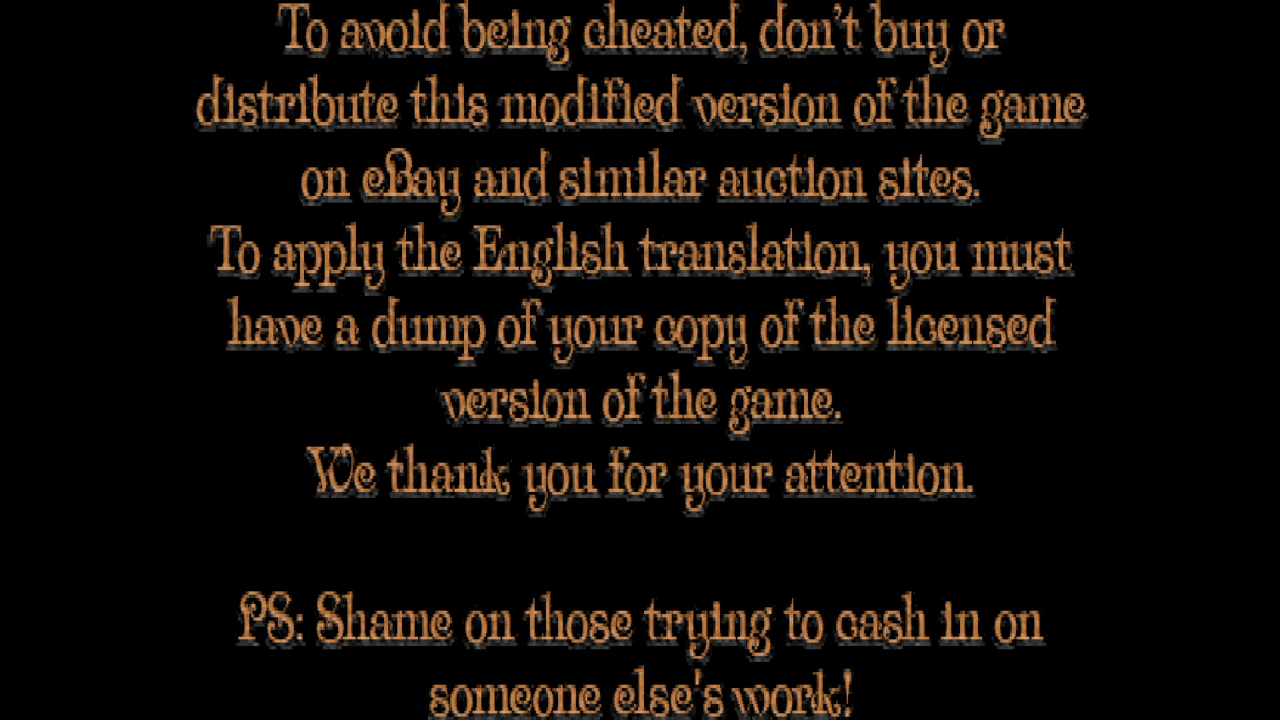 To avoid being cheated, don't buy or
distribute this modified version of the game
on eBay and similar auction sites.
To apply the English translation, you must
have a dump of your copy of the licensed
version of the game.
We thank you for your attention.
PS: Shame on those trying to cash in on
someone else's work!